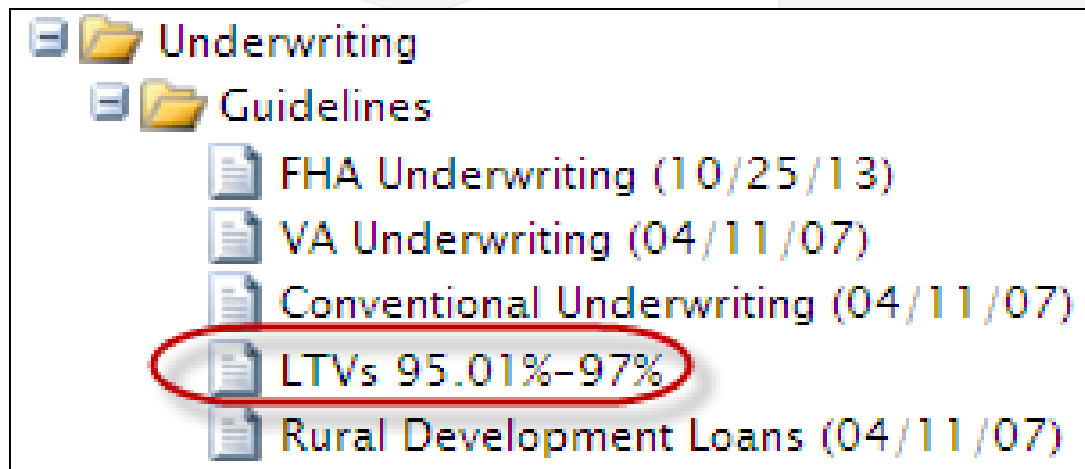 Underwriting
Guidelines
FHA Underwriting (10/25/13)
VA Underwriting (04/11/07)
Conventional Underwriting (04/11/07)
LTVs 95.01%-97%
Rural Development Loans (04/11/07)